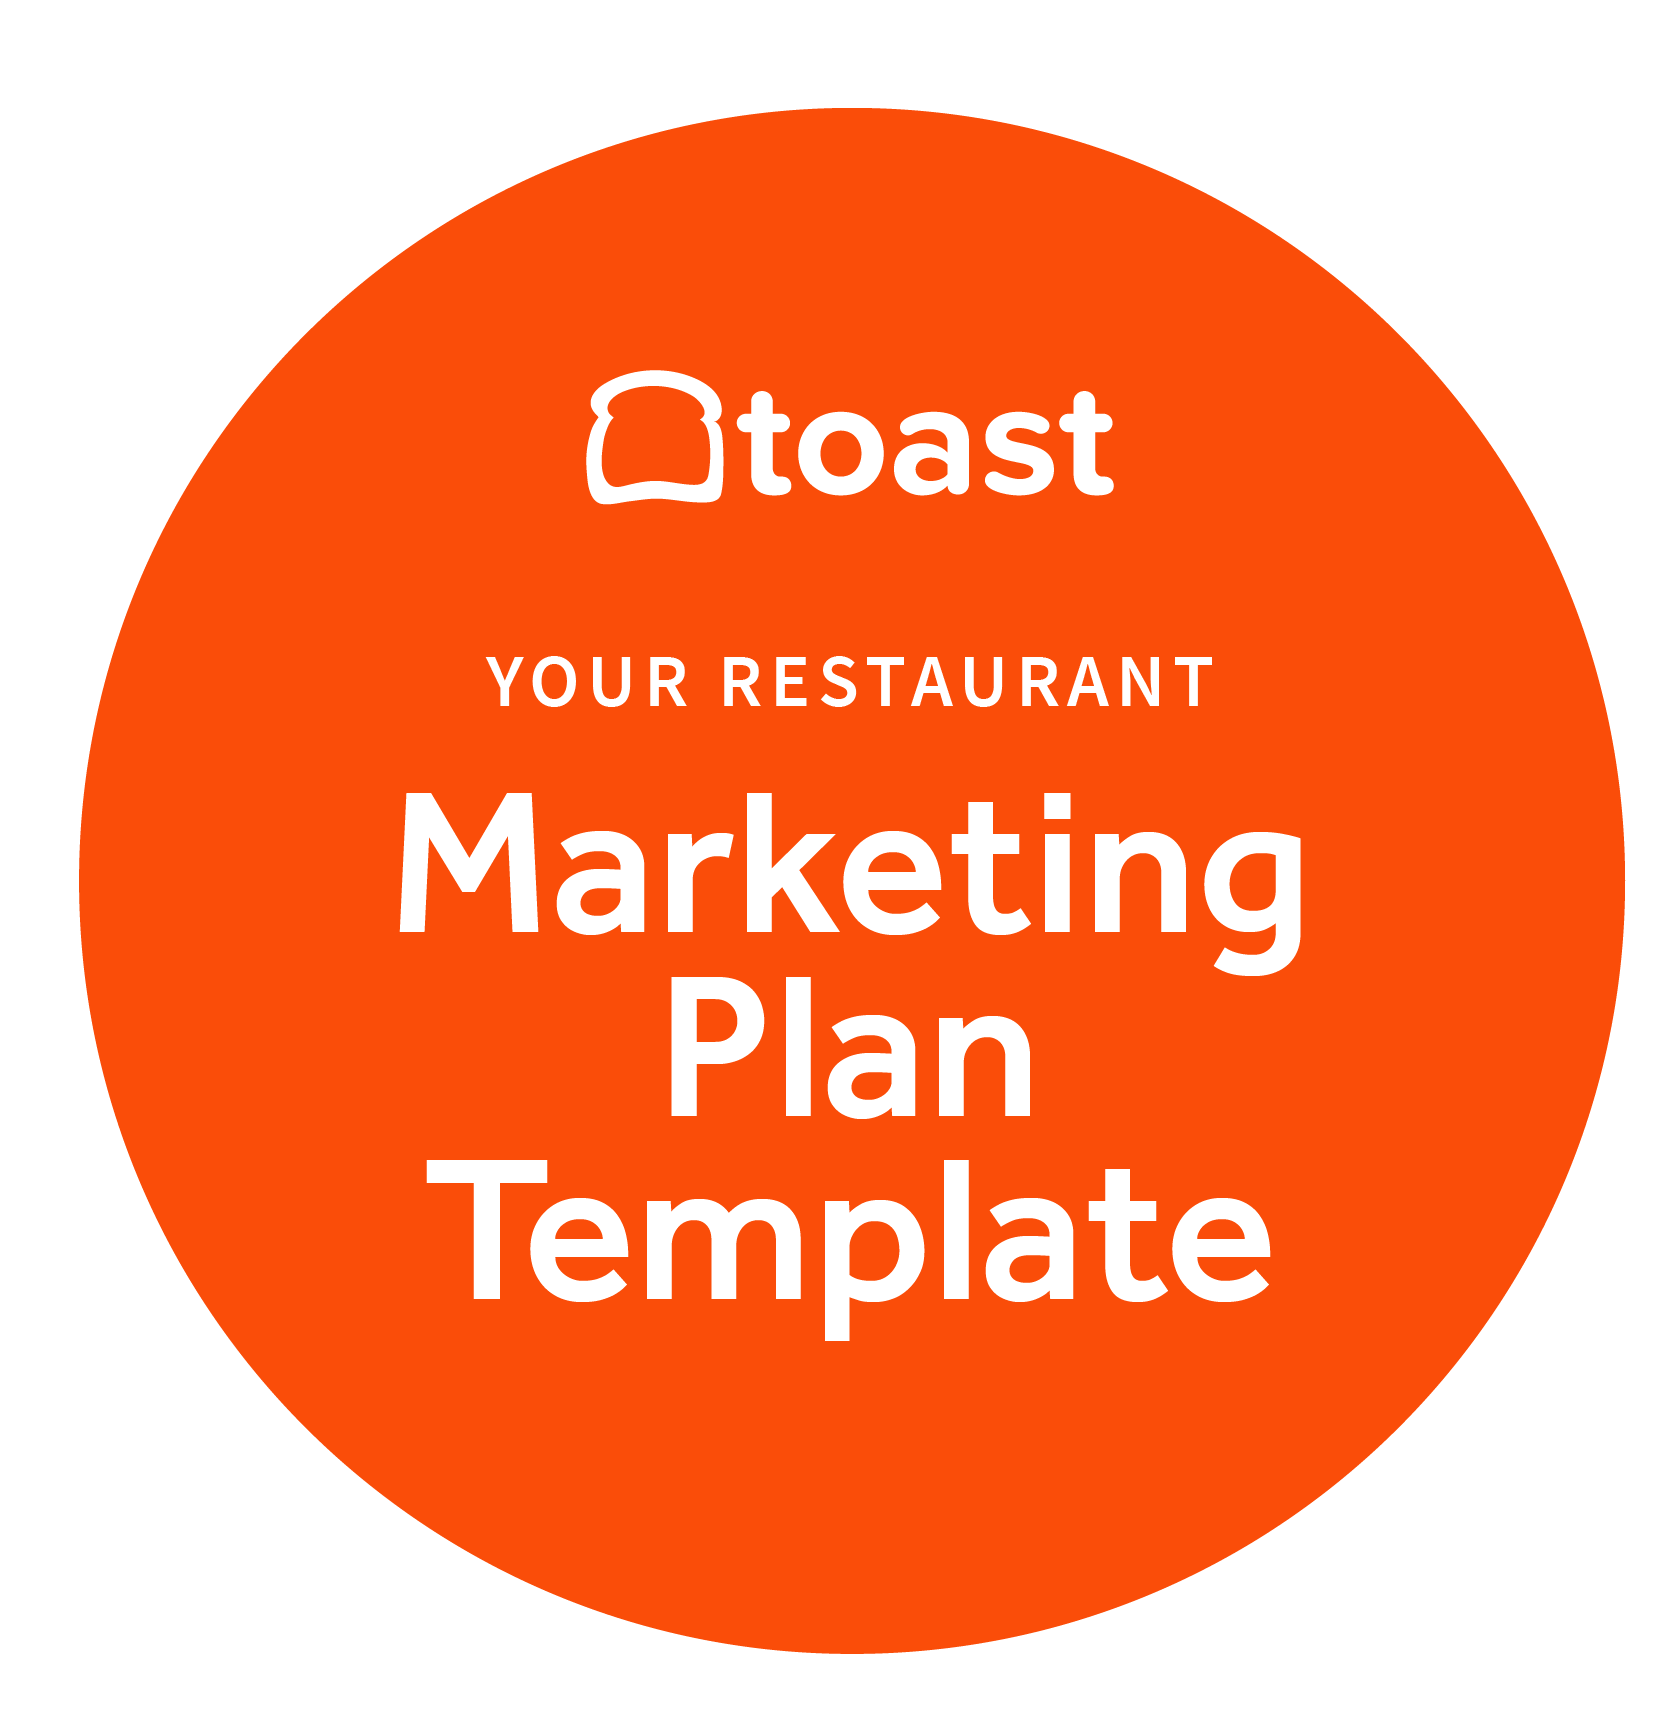 toast
YOUR RESTAURANT
Marketing
Plan
Template